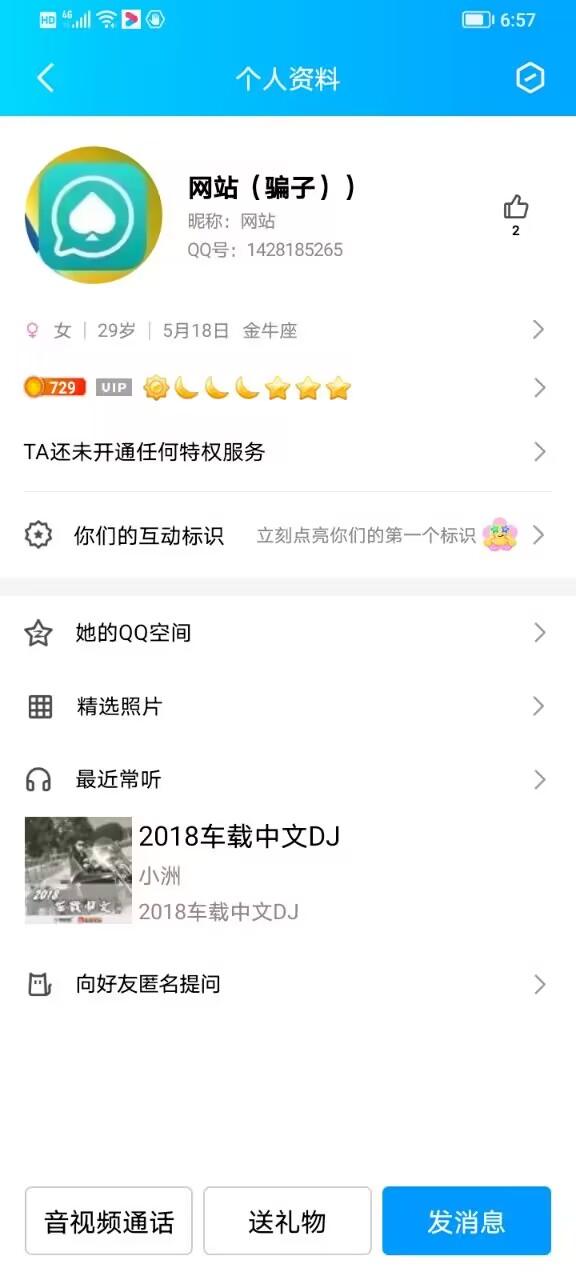 HD 4G 6:57
个人资料
网站（骗子））
昵称：网站
QQ号：1428185265
2
女 | 29岁 | 5月18日 金牛座
729 VIP
TA还未开通任何特权服务
你们的互动标识 立刻点亮你们的第一个标识
她的QQ空间
精选照片
最近常听
2018车载中文DJ
小洲
2018
车载中文
2018车载中文DJ
向好友匿名提问
音视频通话 送礼物 发消息